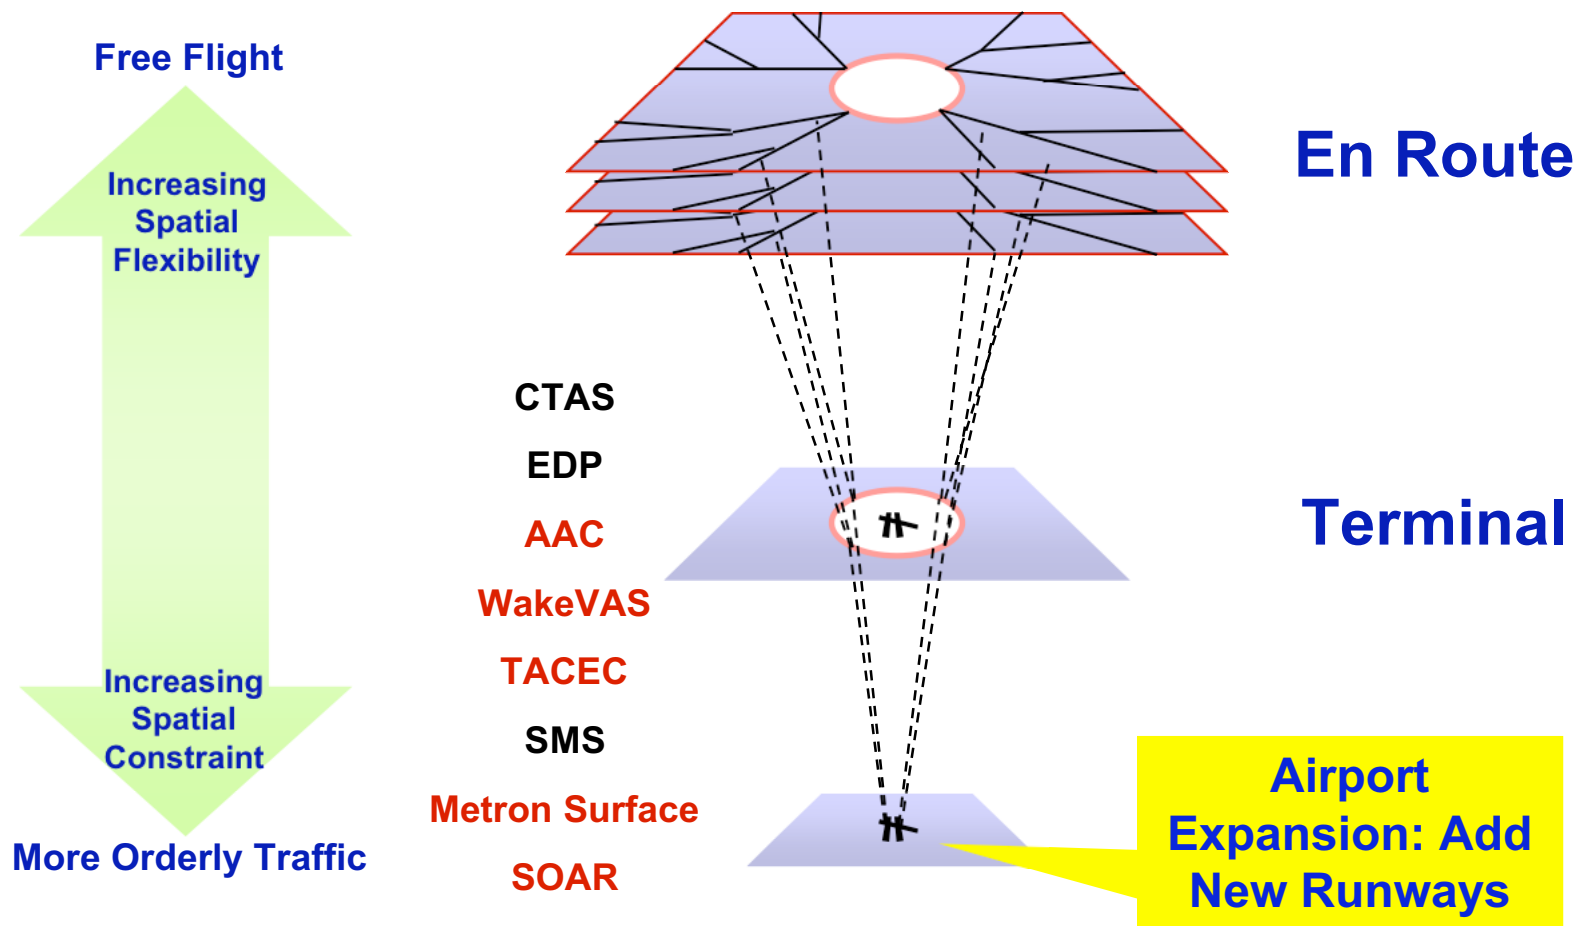 Free Flight
Increasing
Spatial
Flexibility
Increasing
Spatial
Constraint
More Orderly Traffic
CTAS
EDP
AAC
WakeVAS
TACEC
SMS
Metron Surface
SOAR
En Route
Terminal
Airport
Expansion: Add
New Runways